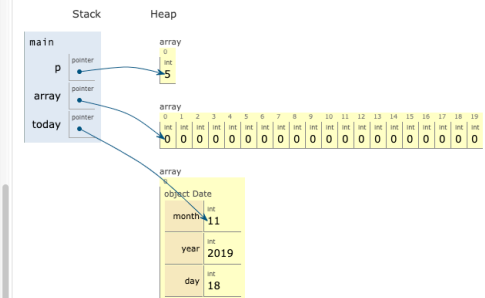 Stack Heap
main
array
0
int
5
p pointer
array pointer
today pointer
array
0 1 2 3 4 5 6 7 8 9 10 11 12 13 14 15 16 17 18 19
int int int int int int int int int int int int int int int int int int int int
0 0 0 0 0 0 0 0 0 0 0 0 0 0 0 0 0 0 0 0
array
0
object Date
month int
11
year int
2019
day int
18